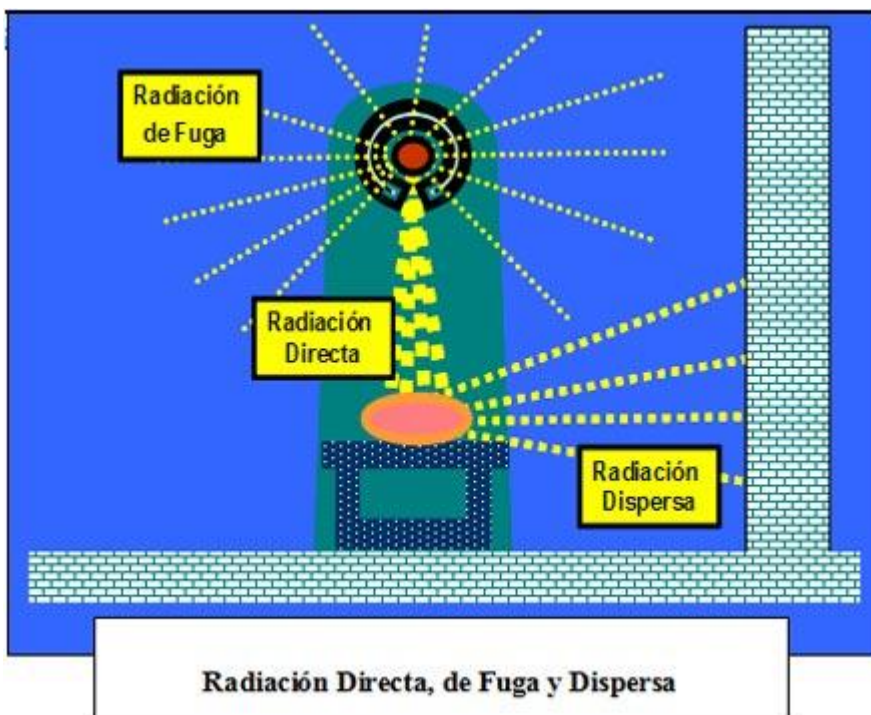 Radiación
de Fuga
Radiación
Directa
Radiación
Dispersa
Radiación Directa, de Fuga y Dispersa